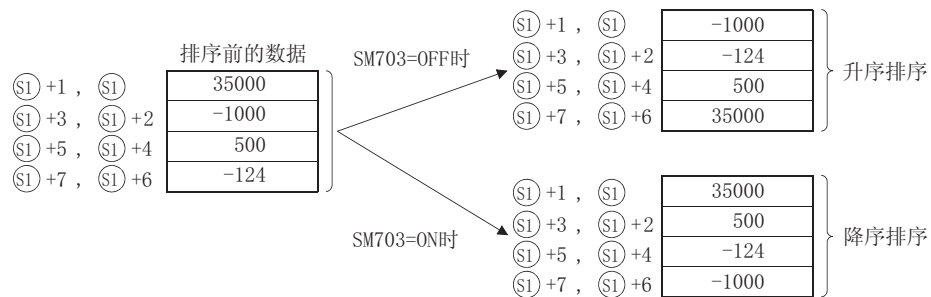 排序前的数据
S1+1, S1 35000
S1+3, S1+2 -1000
S1+5, S1+4 500
S1+7, S1+6 -124
SM703=OFF时
S1+1, S1 -1000
S1+3, S1+2 -124
S1+5, S1+4 500
S1+7, S1+6 35000
升序排序
SM703=ON时
S1+1, S1 35000
S1+3, S1+2 500
S1+5, S1+4 -124
S1+7, S1+6 -1000
降序排序